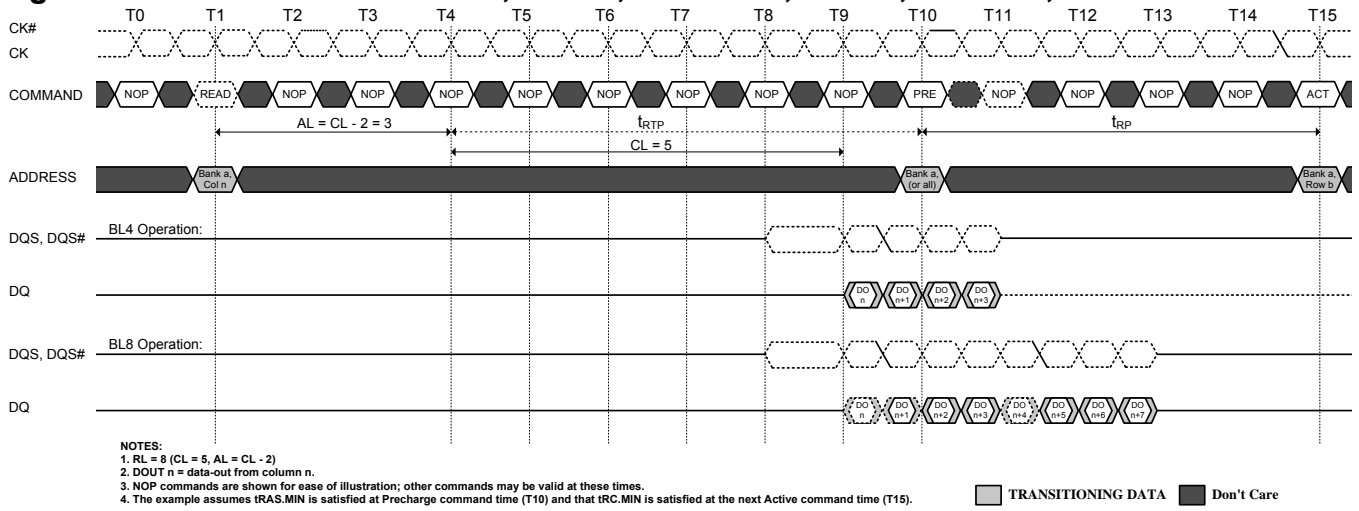 T0 T1 T2 T3 T4 T5 T6 T7 T8 T9 T10 T11 T12 T13 T14 T15
CK#
CK
COMMAND NOP READ NOP NOP NOP NOP NOP NOP NOP NOP PRE NOP NOP NOP NOP ACT
AL = CL - 2 = 3 tRTP tRP
CL = 5
ADDRESS Bank a, Col n Bank a, (or all) Bank a, Row b
DQS, DQS# BL4 Operation:
DQ DO n DO n+1 DO n+2 DO n+3
DQS, DQS# BL8 Operation:
DQ DO n DO n+1 DO n+2 DO n+3 DO n+4 DO n+5 DO n+6 DO n+7
NOTES:
1. RL = 8 (CL = 5, AL = CL - 2)
2. DOUT n = data-out from column n.
3. NOP commands are shown for ease of illustration; other commands may be valid at these times.
4. The example assumes tRAS.MIN is satisfied at Precharge command time (T10) and that tRC.MIN is satisfied at the next Active command time (T15).
TRANSITIONING DATA Don't Care